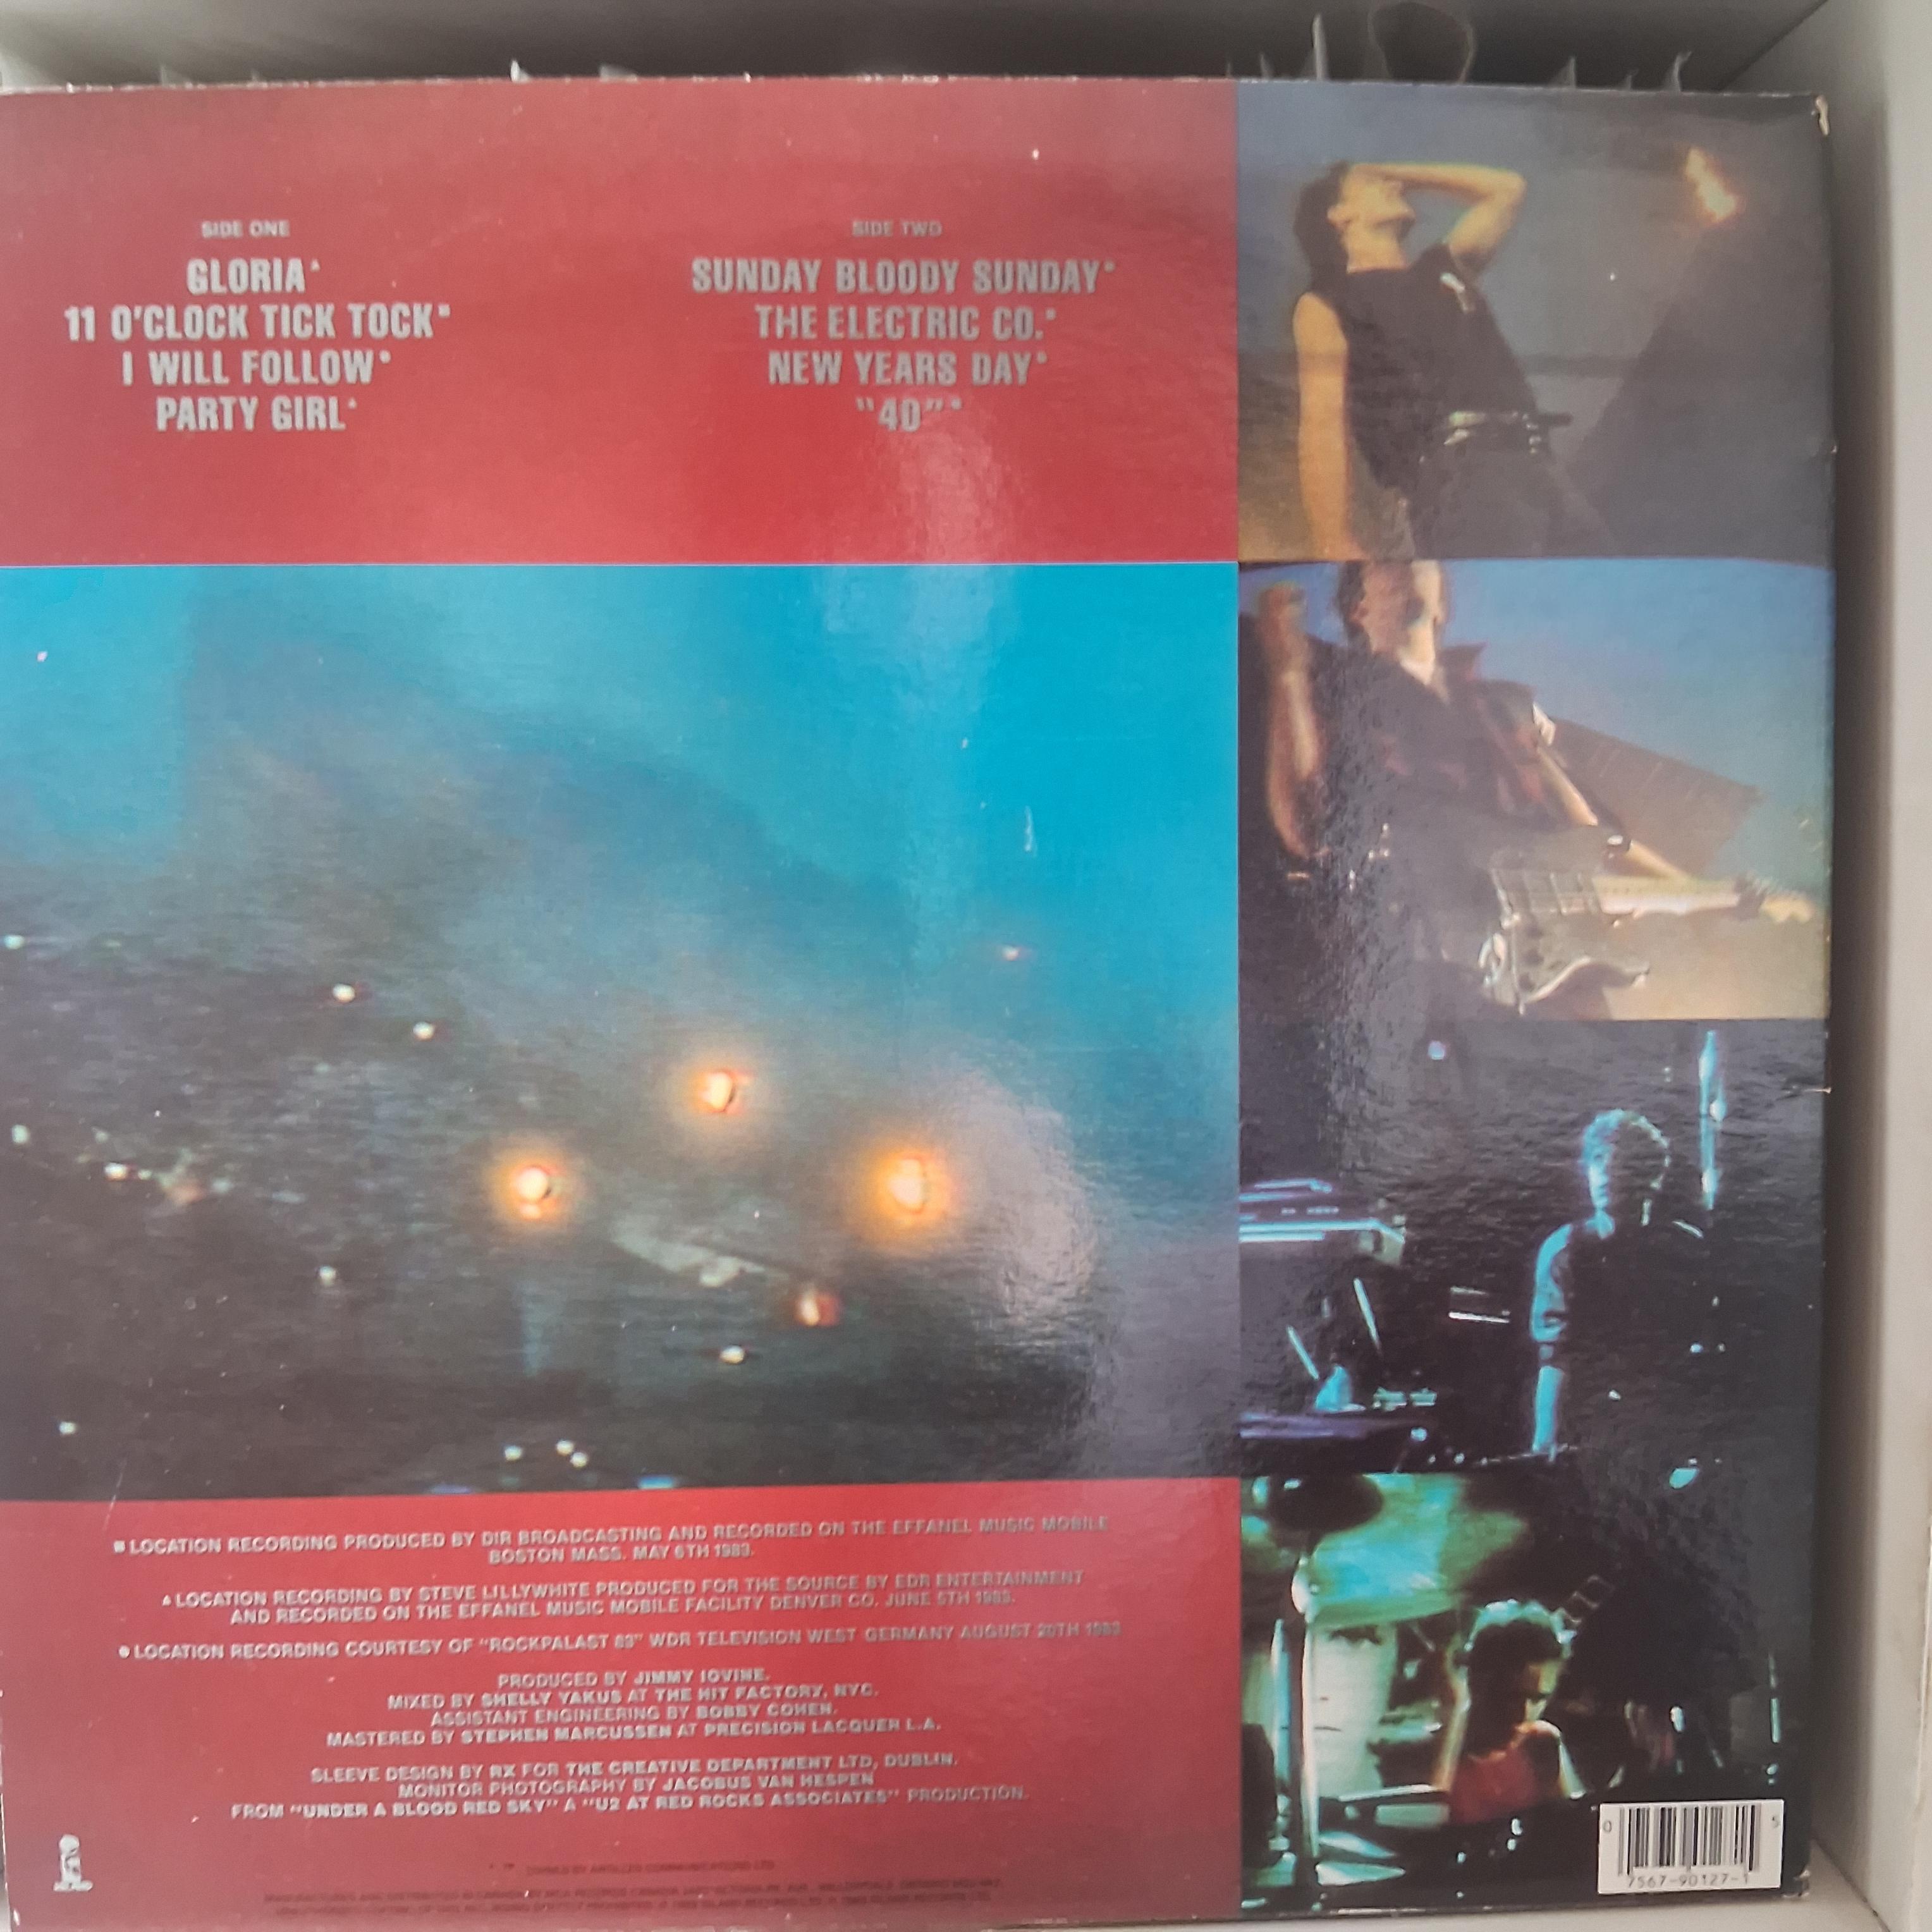 SIDE ONE
GLORIA▲
11 O'CLOCK TICK TOCK■
I WILL FOLLOW●
PARTY GIRL▲
SIDE TWO
SUNDAY BLOODY SUNDAY●
THE ELECTRIC CO.●
NEW YEARS DAY●
"40"●
■ LOCATION RECORDING PRODUCED BY DIR BROADCASTING AND RECORDED ON THE EFFANEL MUSIC MOBILE
BOSTON MASS. MAY 6TH 1983.
▲ LOCATION RECORDING BY STEVE LILLYWHITE PRODUCED FOR THE SOURCE BY EDR ENTERTAINMENT
AND RECORDED ON THE EFFANEL MUSIC MOBILE FACILITY DENVER CO. JUNE 5TH 1983.
● LOCATION RECORDING COURTESY OF "ROCKPALAST 83" WDR TELEVISION WEST GERMANY AUGUST 20TH 1983
PRODUCED BY JIMMY IOVINE.
MIXED BY SHELLY YAKUS AT THE HIT FACTORY, NYC.
ASSISTANT ENGINEERING BY BOBBY COHEN.
MASTERED BY STEPHEN MARCUSSEN AT PRECISION LACQUER L.A.
SLEEVE DESIGN BY RX FOR THE CREATIVE DEPARTMENT LTD, DUBLIN.
MONITOR PHOTOGRAPHY BY JACOBUS VAN HESPEN
FROM "UNDER A BLOOD RED SKY" A "U2 AT RED ROCKS ASSOCIATES" PRODUCTION.
ISLAND
0 7567-90127-1 5